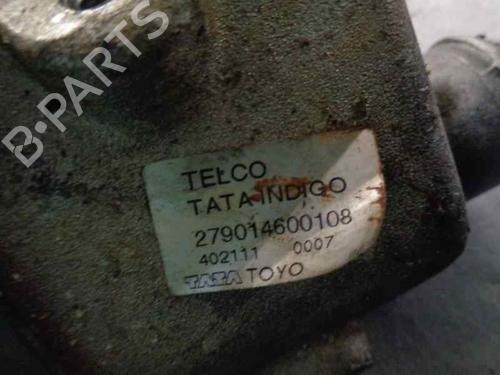 B-PARTS
TELCO
TATA INDIGO
279014600108
402111 0007
TATA TOYO